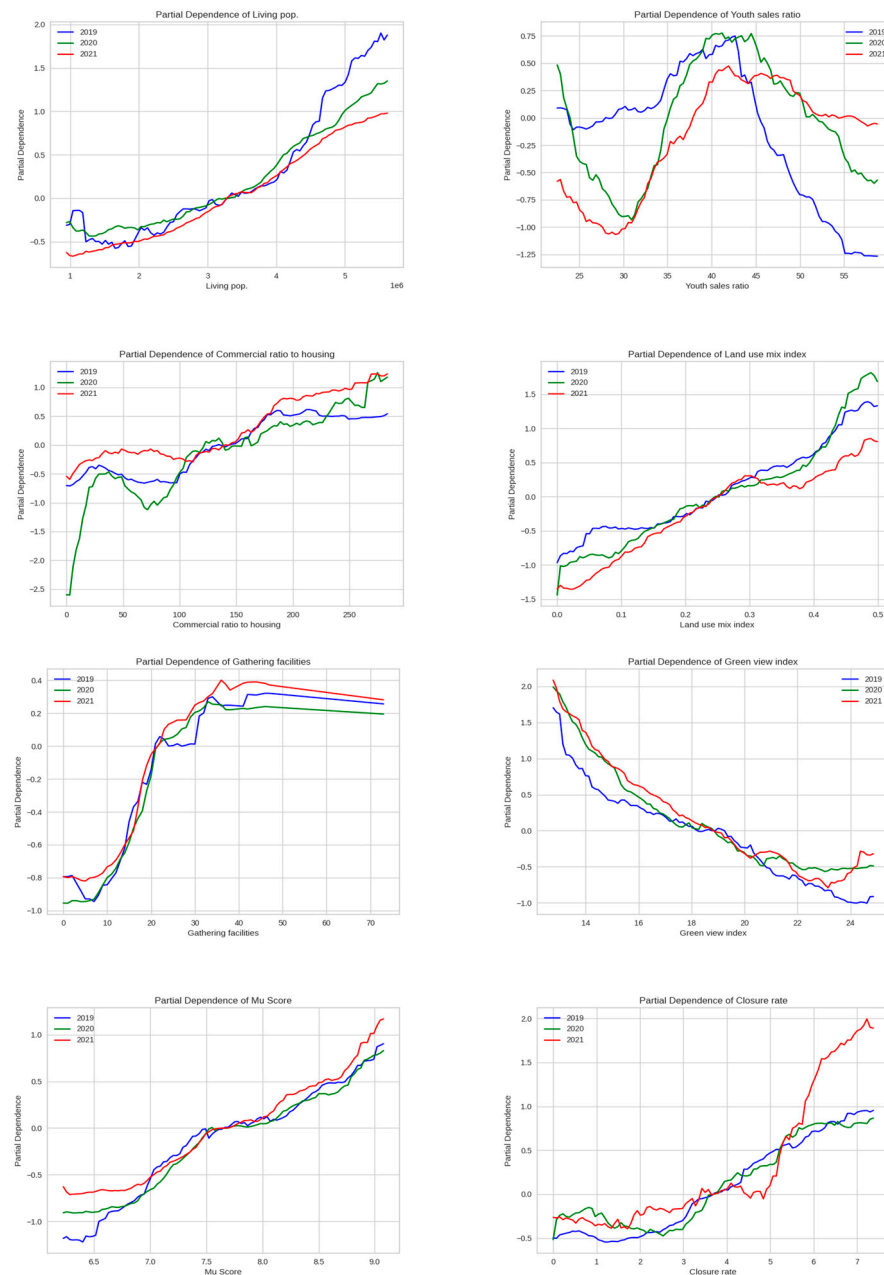 Partial Dependence of Living pop.
2019
2020
2021
Partial Dependence
2.0
1.5
1.0
0.5
0.0
−0.5
1 2 3 4 5
1e6
Living pop.
Partial Dependence of Youth sales ratio
2019
2020
2021
Partial Dependence
0.75
0.50
0.25
0.00
−0.25
−0.50
−0.75
−1.00
−1.25
25 30 35 40 45 50 55
Youth sales ratio
Partial Dependence of Commercial ratio to housing
2019
2020
2021
Partial Dependence
1.0
0.5
0.0
−0.5
−1.0
−1.5
−2.0
−2.5
0 50 100 150 200 250
Commercial ratio to housing
Partial Dependence of Land use mix index
2019
2020
2021
Partial Dependence
1.5
1.0
0.5
0.0
−0.5
−1.0
−1.5
0.0 0.1 0.2 0.3 0.4 0.5
Land use mix index
Partial Dependence of Gathering facilities
2019
2020
2021
Partial Dependence
0.4
0.2
0.0
−0.2
−0.4
−0.6
−0.8
−1.0
0 10 20 30 40 50 60 70
Gathering facilities
Partial Dependence of Green view index
2019
2020
2021
Partial Dependence
2.0
1.5
1.0
0.5
0.0
−0.5
−1.0
14 16 18 20 22 24
Green view index
Partial Dependence of Mu Score
2019
2020
2021
Partial Dependence
1.0
0.5
0.0
−0.5
−1.0
6.5 7.0 7.5 8.0 8.5 9.0
Mu Score
Partial Dependence of Closure rate
2019
2020
2021
Partial Dependence
2.0
1.5
1.0
0.5
0.0
−0.5
0 1 2 3 4 5 6 7
Closure rate